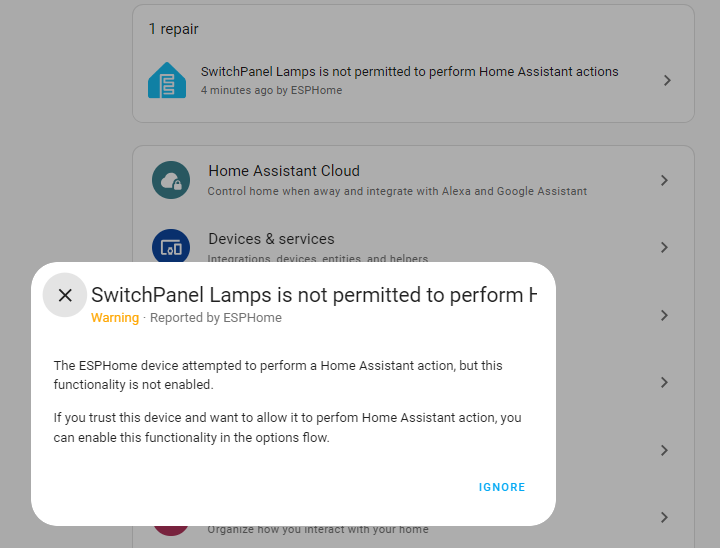 1 repair
SwitchPanel Lamps is not permitted to perform Home Assistant actions
4 minutes ago by ESPHome
Home Assistant Cloud
Control home when away and integrate with Alexa and Google Assistant
Devices & services
Integrations, devices, entities, and helpers
SwitchPanel Lamps is not permitted to perform
Warning · Reported by ESPHome
The ESPHome device attempted to perform a Home Assistant action, but this
functionality is not enabled.
If you trust this device and want to allow it to perfom Home Assistant action, you
can enable this functionality in the options flow.
IGNORE
Organize how you interact with your home